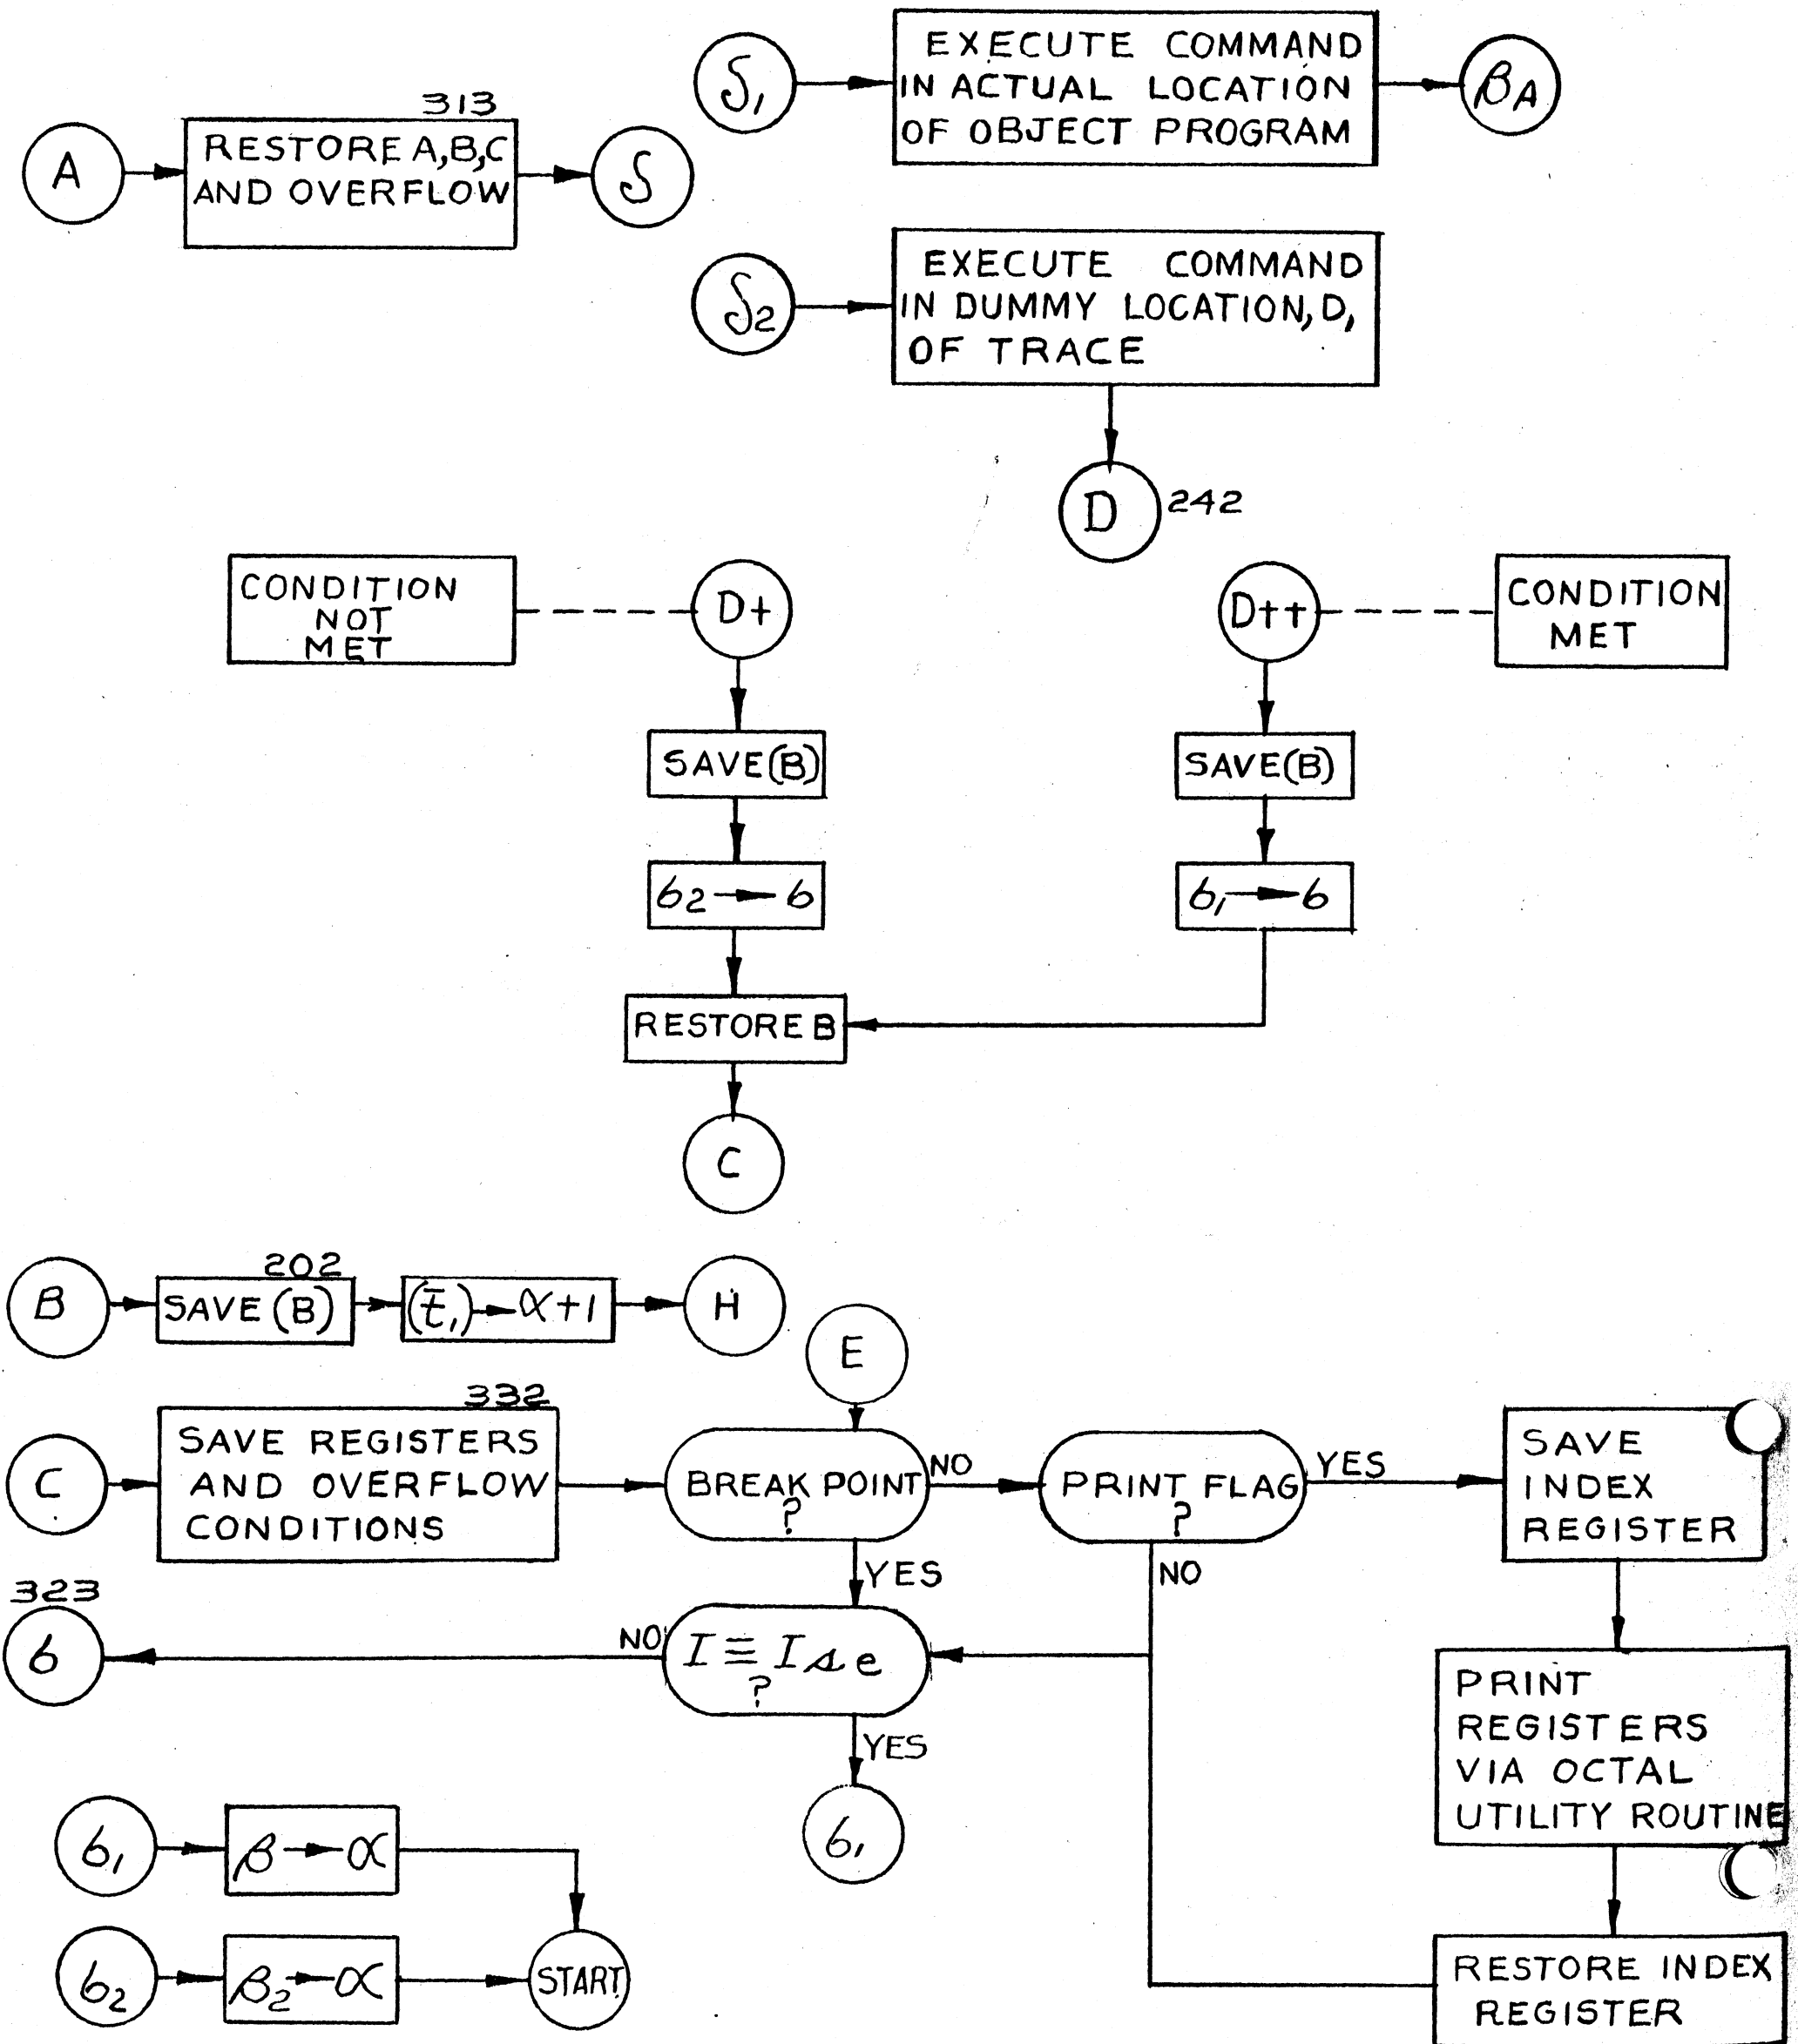 313
A
RESTORE A, B, C
AND OVERFLOW
S
S₁
EXECUTE COMMAND
IN ACTUAL LOCATION
OF OBJECT PROGRAM
βA
S₂
EXECUTE COMMAND
IN DUMMY LOCATION, D,
OF TRACE
D
242
CONDITION
NOT
MET
D+
D++
CONDITION
MET
SAVE(B)
SAVE(B)
б₂ → б
б₁ → б
RESTORE B
C
B
202
SAVE (B)
(t̄₁) → α+1
H
E
C
332
SAVE REGISTERS
AND OVERFLOW
CONDITIONS
BREAK POINT
?
NO
PRINT FLAG
?
YES
SAVE
INDEX
REGISTER
YES
NO
323
б
NO
I ≡ I s e
?
YES
б₁
PRINT
REGISTERS
VIA OCTAL
UTILITY ROUTINE
б₁
β → α
б₂
β₂ → α
START
RESTORE INDEX
REGISTER